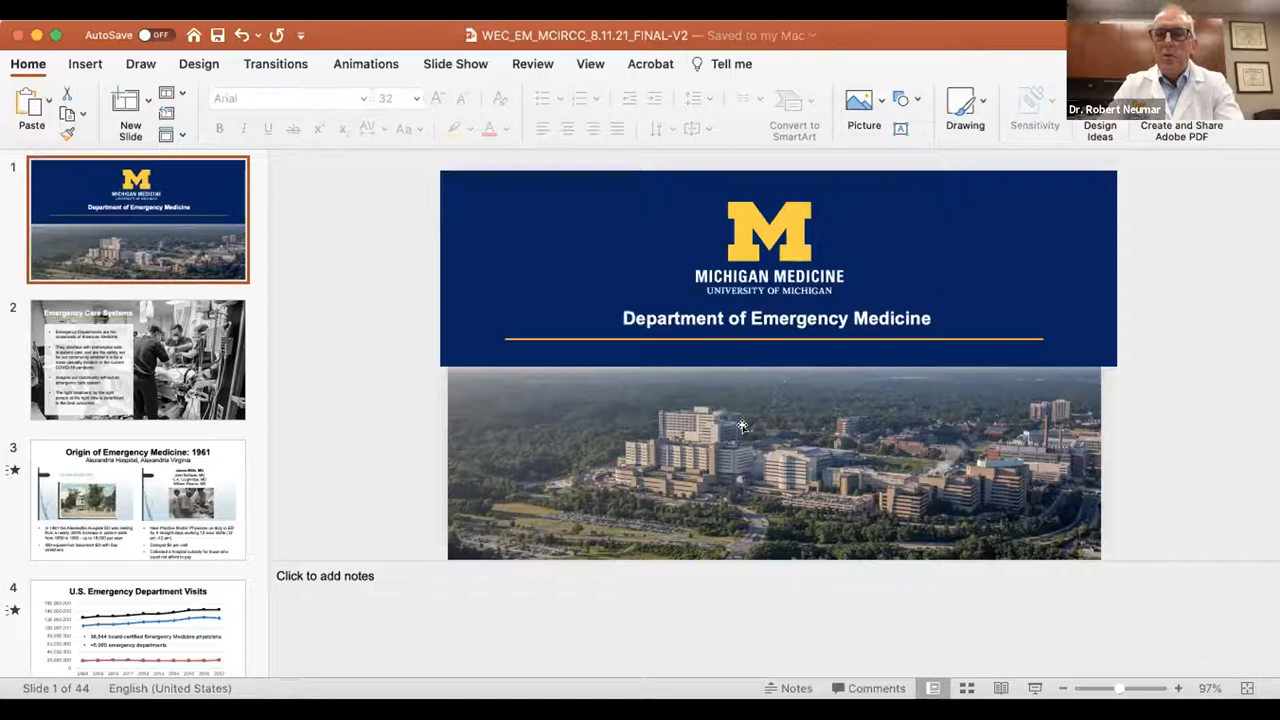 AutoSave OFF
WEC_EM_MCIRCC_8.11.21_FINAL-V2 — Saved to my Mac
Home Insert Draw Design Transitions Animations Slide Show Review View Acrobat Tell me
Paste
New Slide
Arial 32
Convert to SmartArt
Picture
Drawing
Sensitivity
Design Ideas
Create and Share Adobe PDF
Dr. Robert Neumar
1
MICHIGAN MEDICINE
UNIVERSITY OF MICHIGAN
Department of Emergency Medicine
2
Emergency Care Systems
3
Origin of Emergency Medicine: 1961
Alexandria Hospital, Alexandria Virginia
4
U.S. Emergency Department Visits
MICHIGAN MEDICINE
UNIVERSITY OF MICHIGAN
Department of Emergency Medicine
Click to add notes
Slide 1 of 44 English (United States) Notes Comments 97%